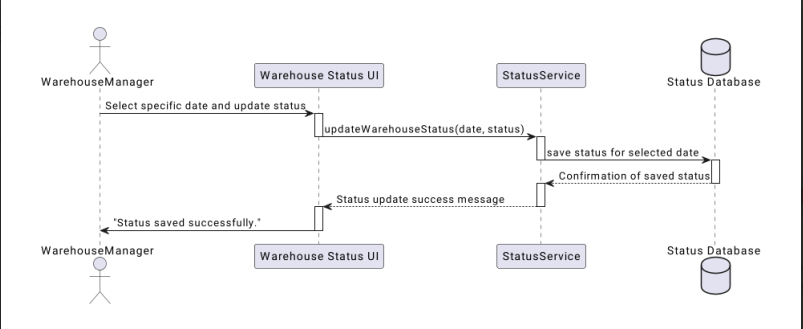 WarehouseManager
Warehouse Status UI
StatusService
Status Database
Select specific date and update status
updateWarehouseStatus(date, status)
save status for selected date
Confirmation of saved status
Status update success message
"Status saved successfully."
WarehouseManager
Warehouse Status UI
StatusService
Status Database